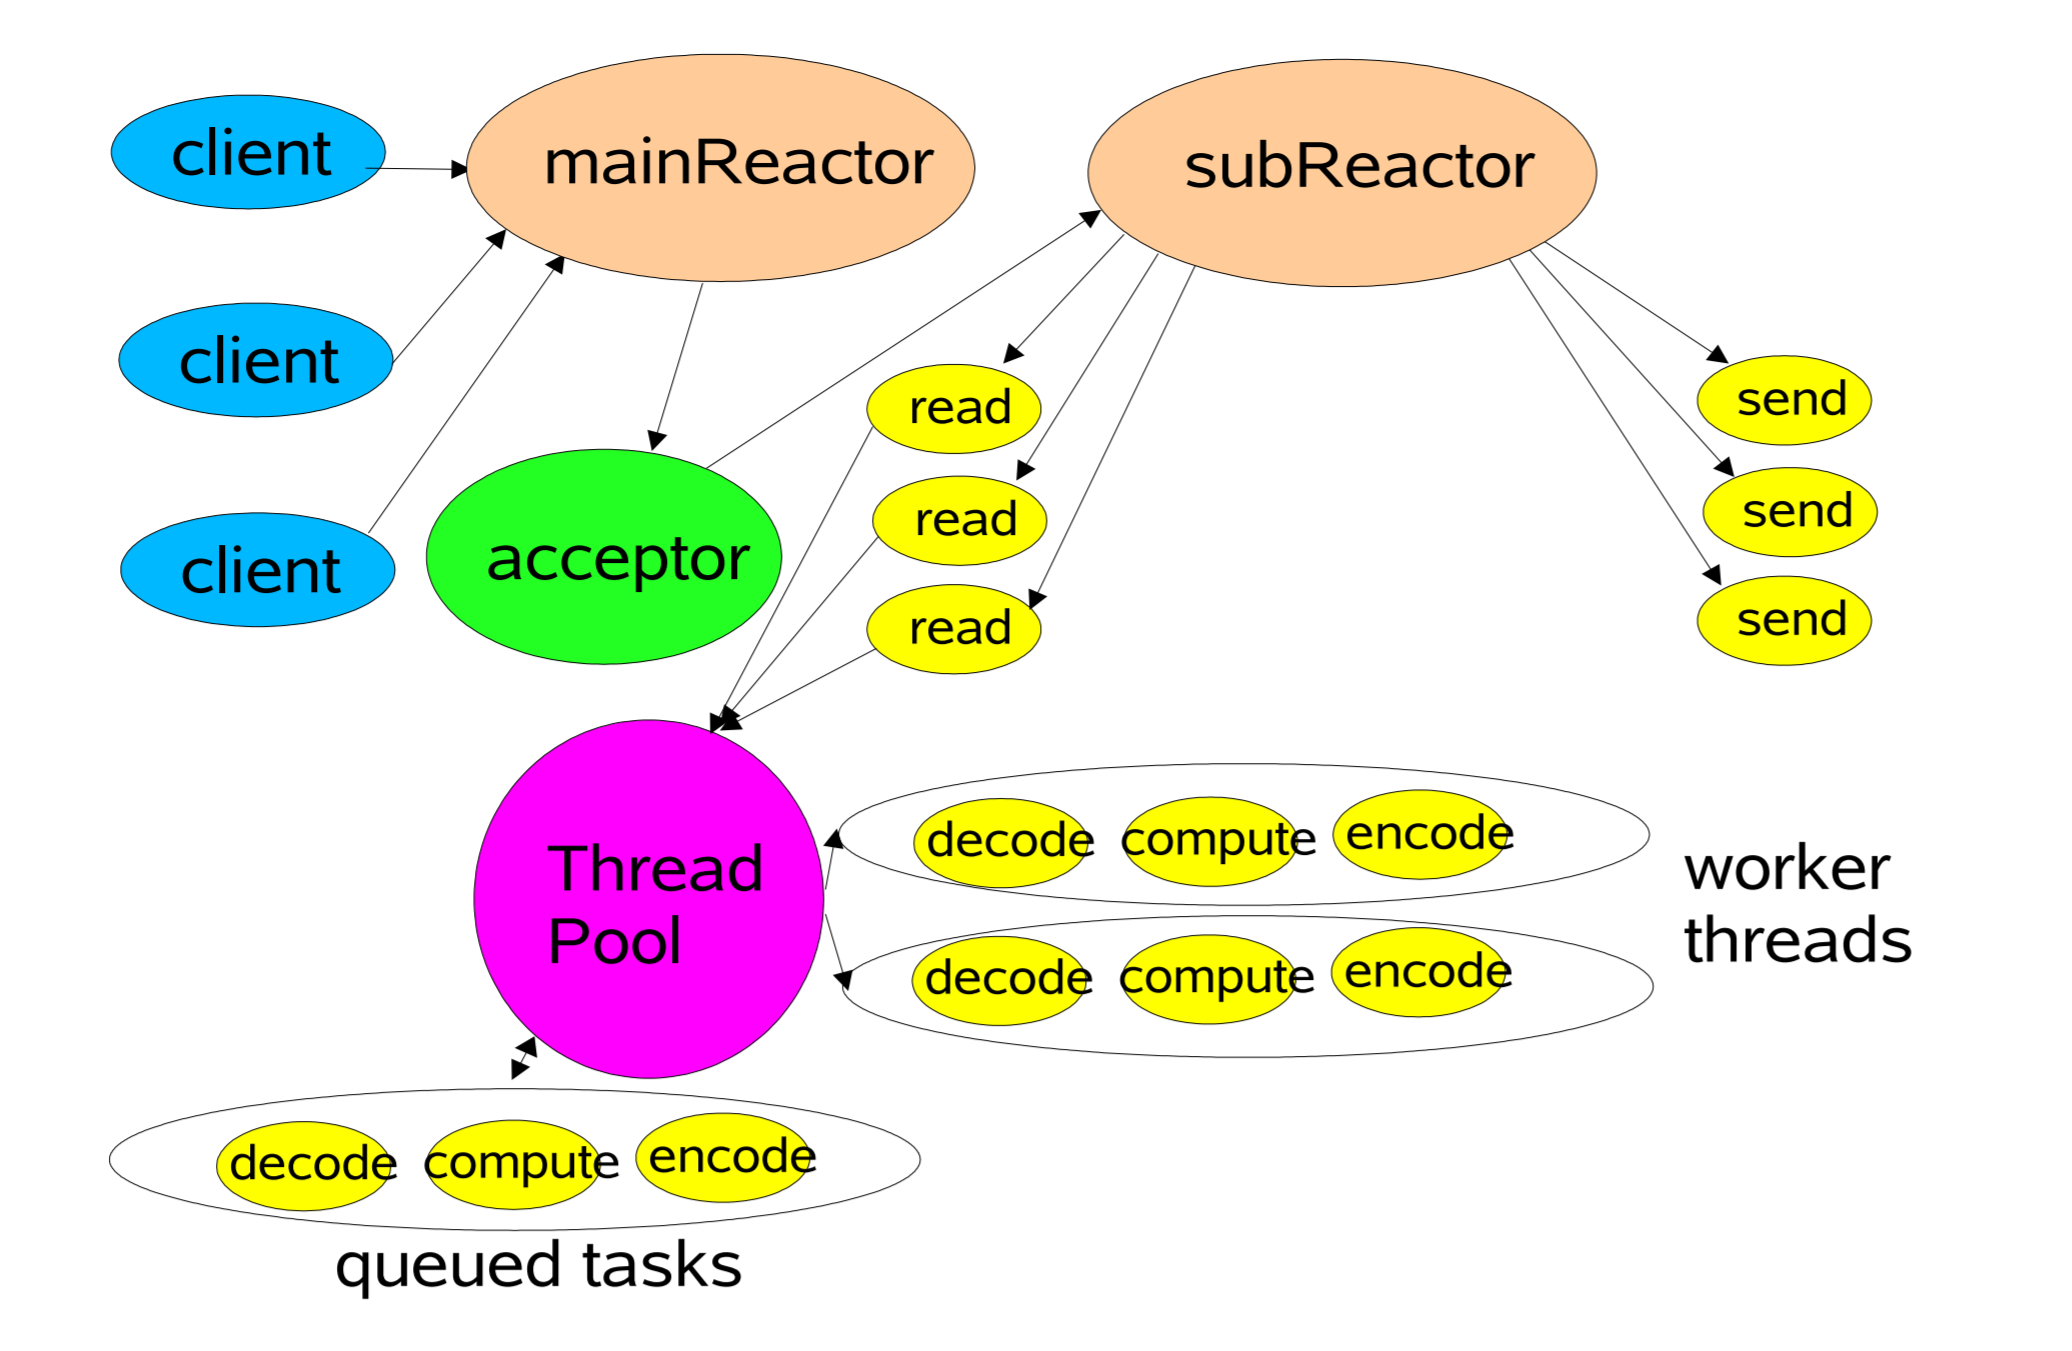 client
mainReactor
subReactor
client
client
acceptor
read
read
read
send
send
send
Thread
Pool
decode
compute
encode
decode
compute
encode
worker
threads
decode
compute
encode
queued tasks